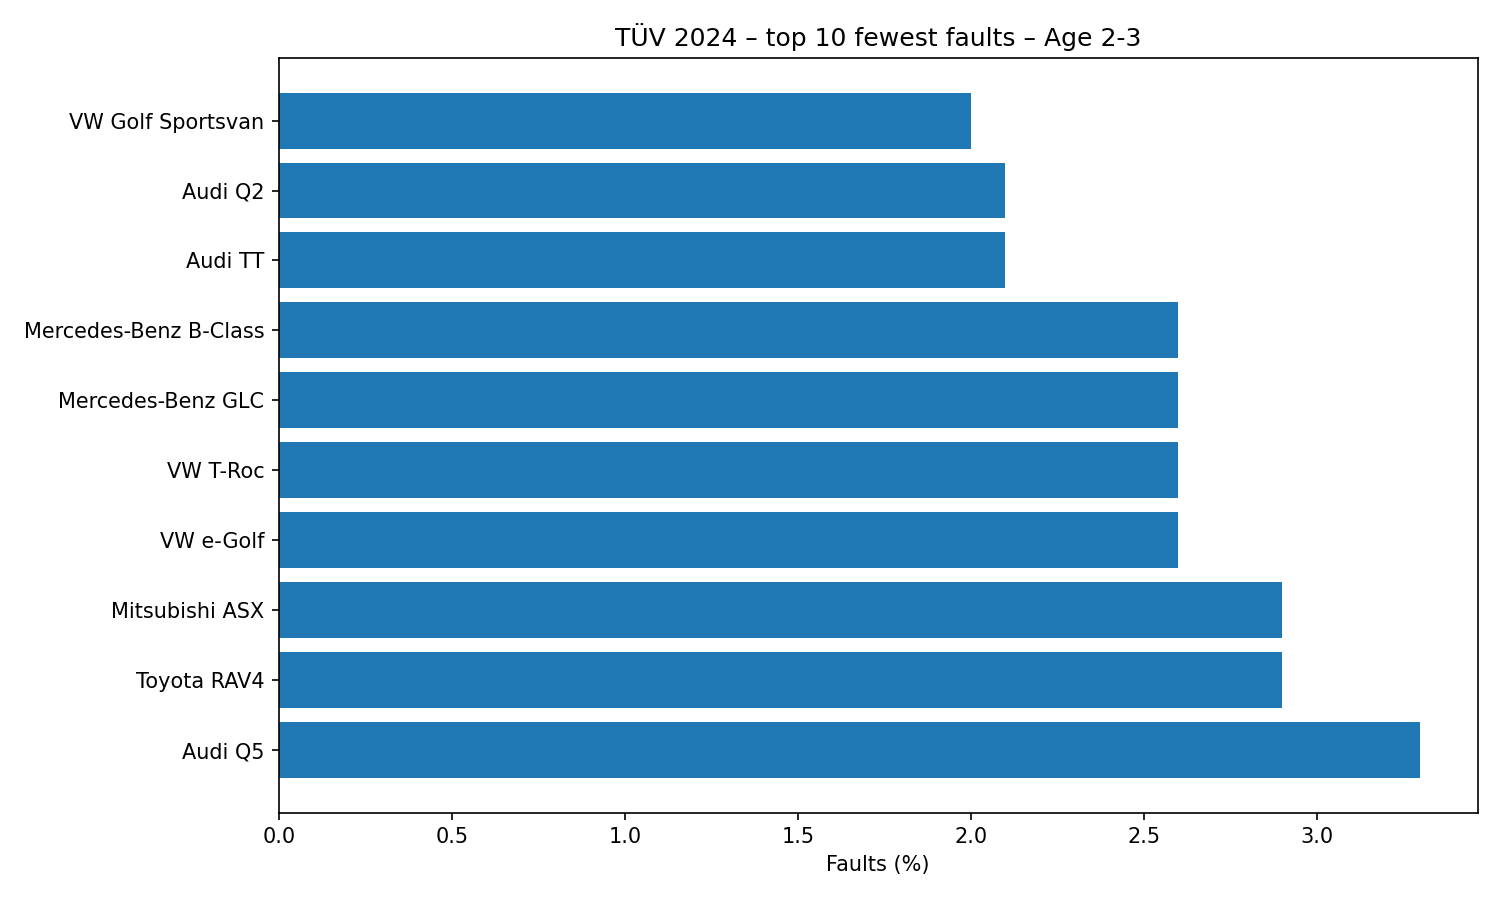 TÜV 2024 – top 10 fewest faults – Age 2-3
VW Golf Sportsvan
Audi Q2
Audi TT
Mercedes-Benz B-Class
Mercedes-Benz GLC
VW T-Roc
VW e-Golf
Mitsubishi ASX
Toyota RAV4
Audi Q5
0.0 0.5 1.0 1.5 2.0 2.5 3.0
Faults (%)